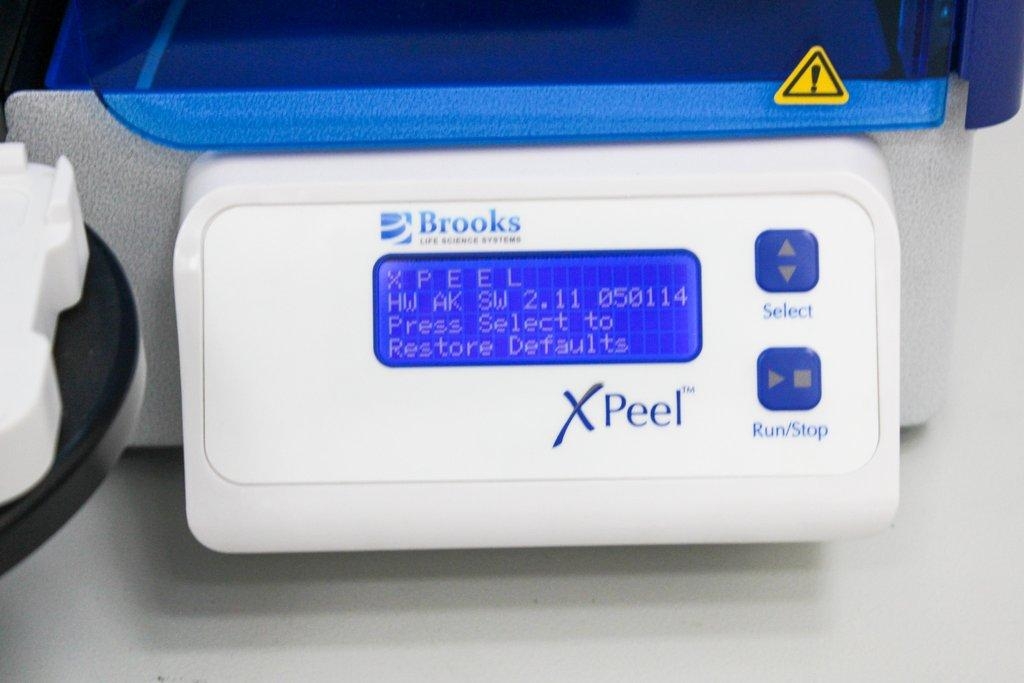 Brooks
LIFE SCIENCE SYSTEMS
X P E E L
HW AK SW 2.11 050114
Press Select to
Restore Defaults
Select
XPeel™
Run/Stop